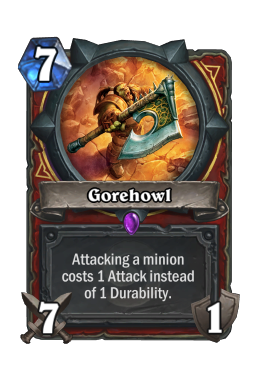 7
Gorehowl
Attacking a minion
costs 1 Attack instead
of 1 Durability.
7
1